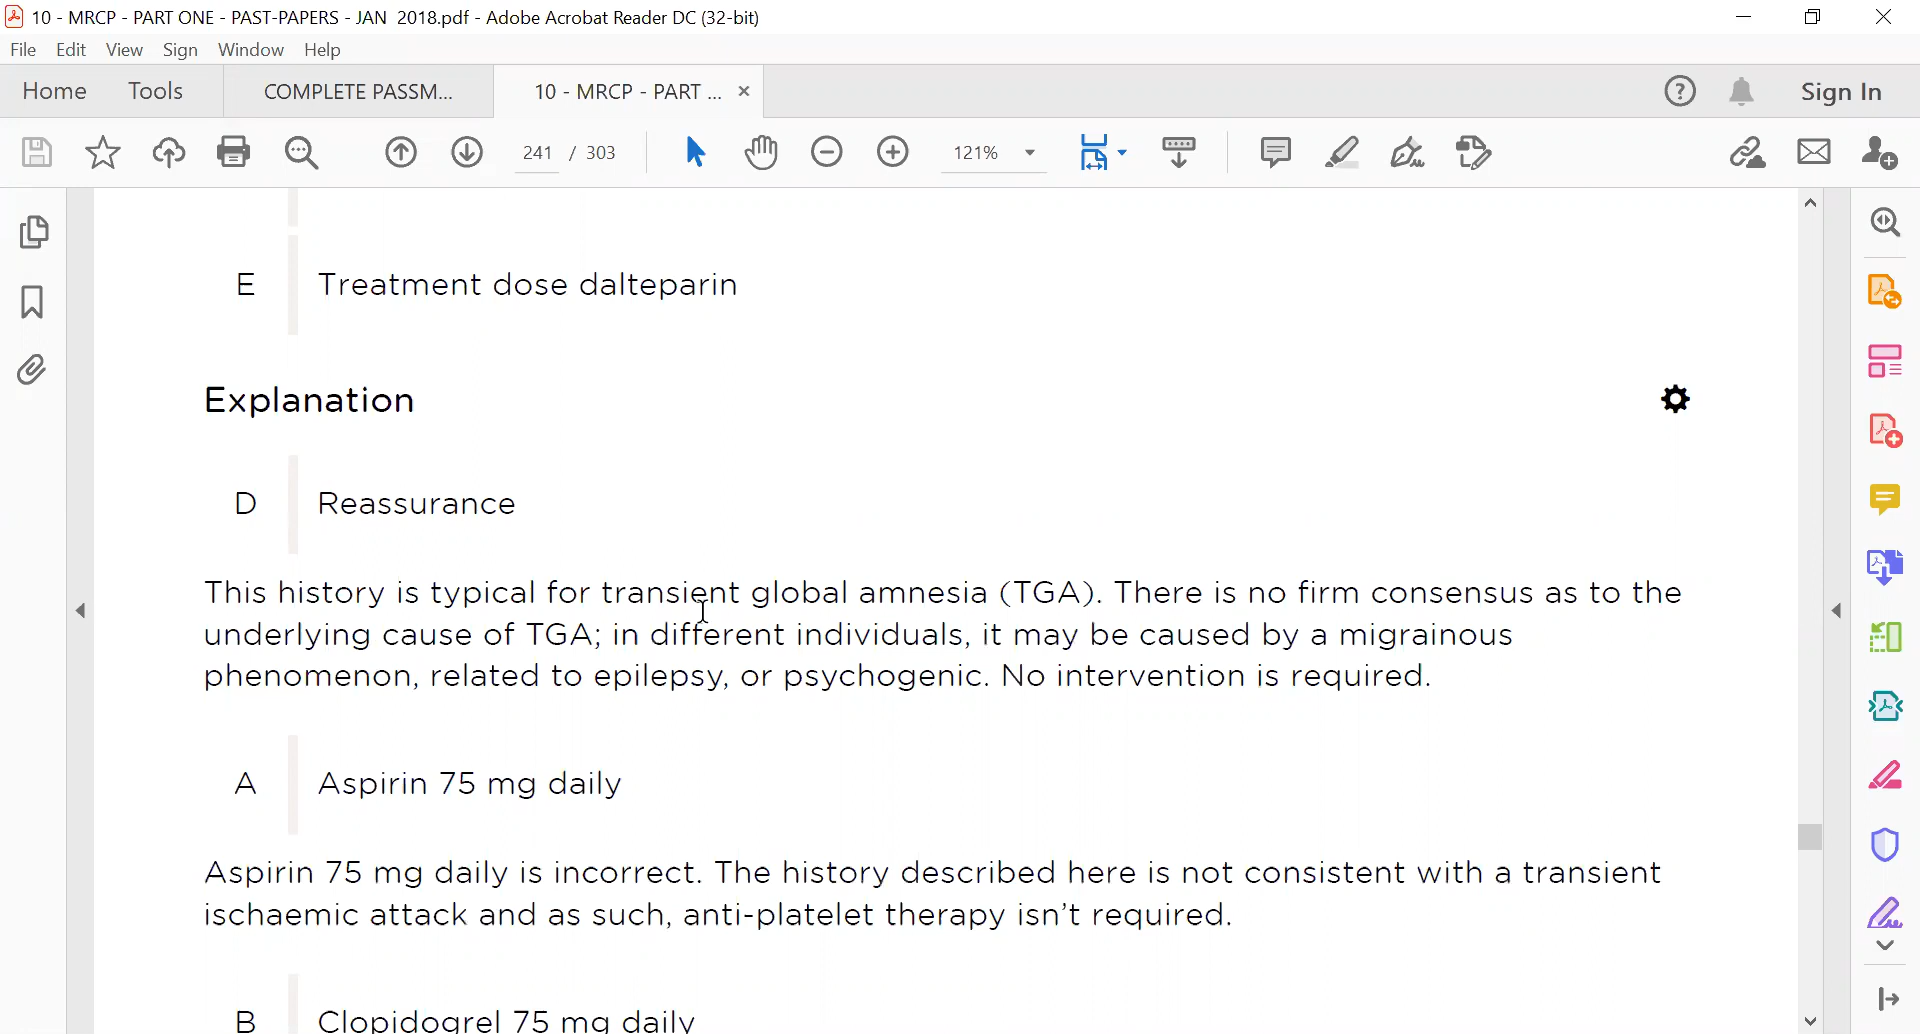 10 - MRCP - PART ONE - PAST-PAPERS - JAN 2018.pdf - Adobe Acrobat Reader DC (32-bit)
File Edit View Sign Window Help
Home Tools COMPLETE PASSM... 10 - MRCP - PART ... × Sign In
241 / 303 121%
E Treatment dose dalteparin
Explanation
D Reassurance
This history is typical for transient global amnesia (TGA). There is no firm consensus as to the
underlying cause of TGA; in different individuals, it may be caused by a migrainous
phenomenon, related to epilepsy, or psychogenic. No intervention is required.
A Aspirin 75 mg daily
Aspirin 75 mg daily is incorrect. The history described here is not consistent with a transient
ischaemic attack and as such, anti-platelet therapy isn't required.
B Clopidogrel 75 mg daily